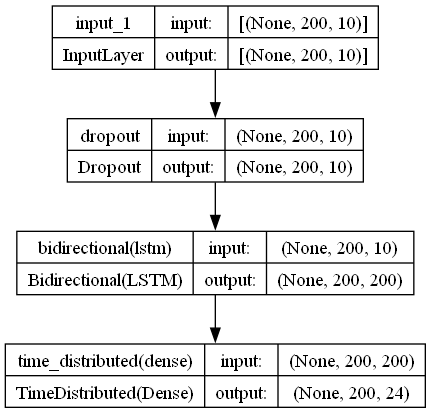 input_1 input: [(None, 200, 10)]
InputLayer output: [(None, 200, 10)]
dropout input: (None, 200, 10)
Dropout output: (None, 200, 10)
bidirectional(lstm) input: (None, 200, 10)
Bidirectional(LSTM) output: (None, 200, 200)
time_distributed(dense) input: (None, 200, 200)
TimeDistributed(Dense) output: (None, 200, 24)